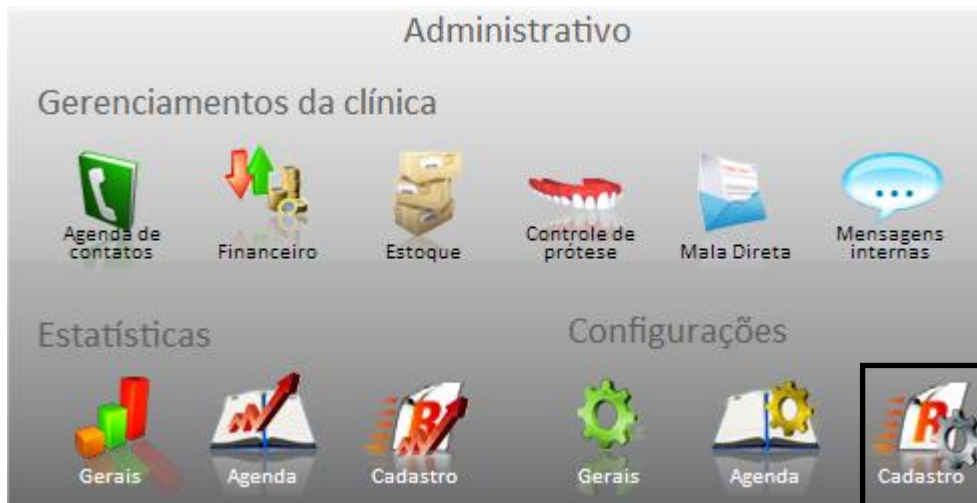 Administrativo
Gerenciamentos da clínica
Agenda de
contatos
Financeiro
Estoque
Controle de
prótese
Mala Direta
Mensagens
internas
Estatísticas
Configurações
Gerais
Agenda
Cadastro
Gerais
Agenda
Cadastro